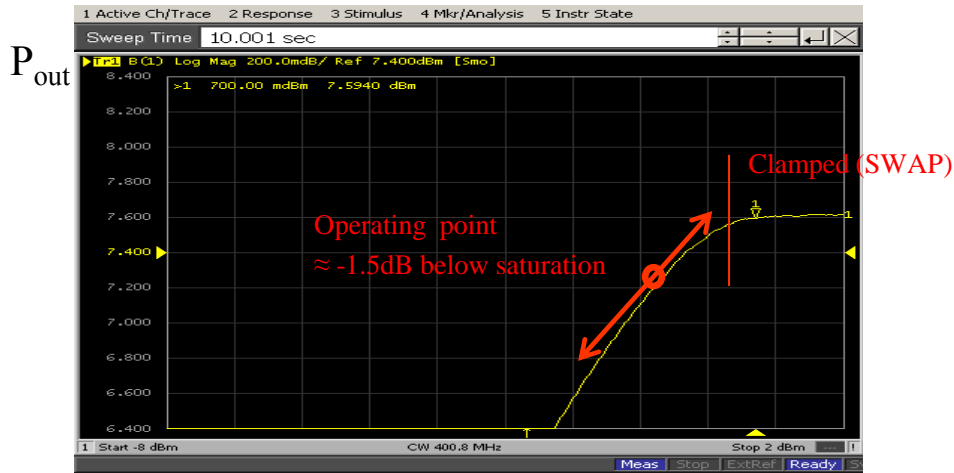 1 Active Ch/Trace 2 Response 3 Stimulus 4 Mkr/Analysis 5 Instr State
Sweep Time 10.001 sec
Pout
Tr1 B(1) Log Mag 200.0mdB/ Ref 7.400dBm [Smo]
8.400
>1 700.00 mdBm 7.5940 dBm
8.200
8.000
Clamped (SWAP)
7.800
1
7.600
1
Operating point
7.400
≈ -1.5dB below saturation
7.200
7.000
6.800
6.600
6.400
1 Start -8 dBm CW 400.8 MHz Stop 2 dBm --- !
Meas Stop ExtRef Ready S